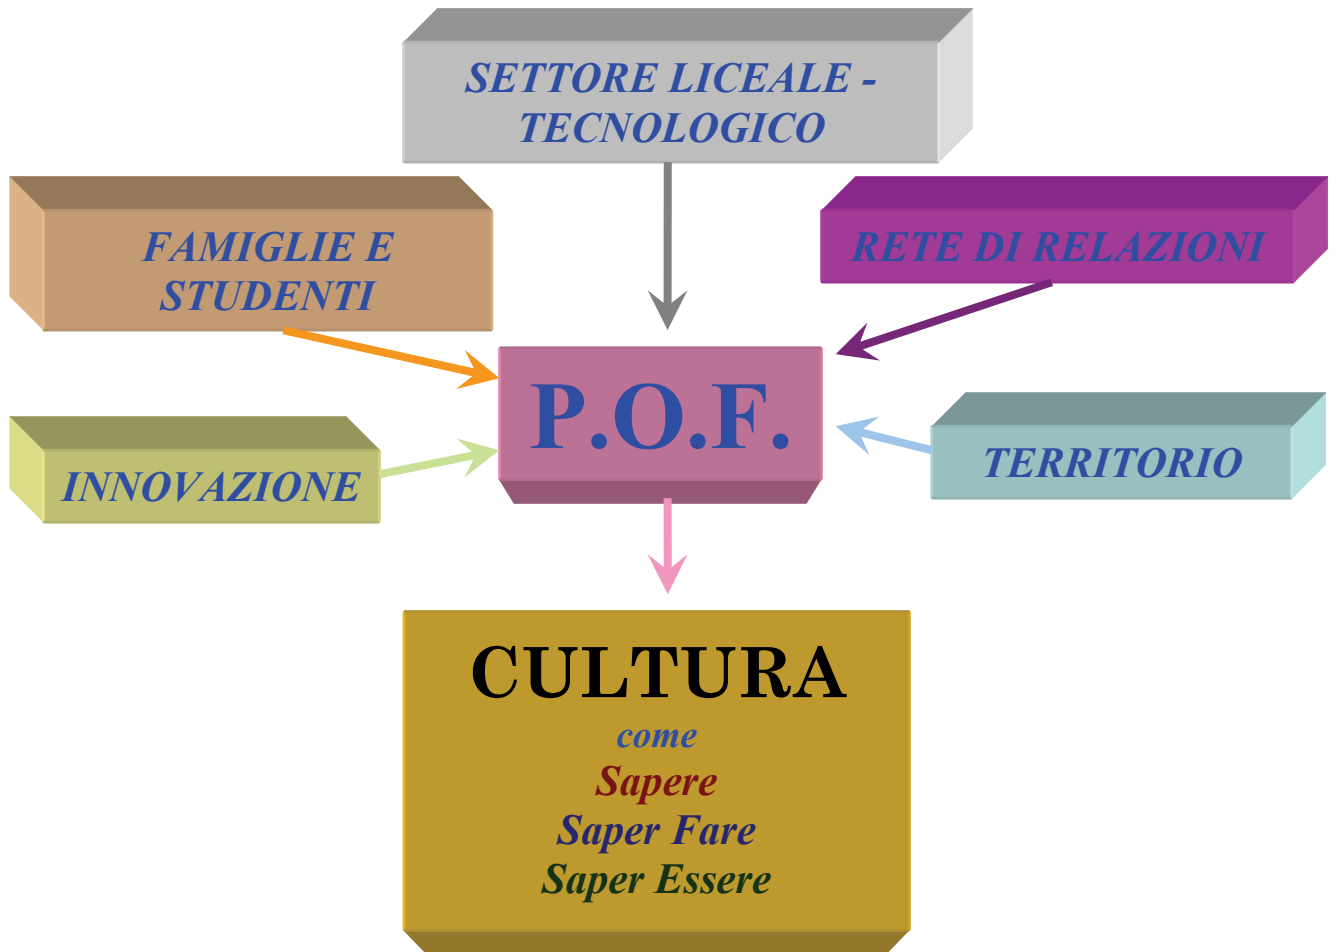 SETTORE LICEALE -
TECNOLOGICO
FAMIGLIE E
STUDENTI
RETE DI RELAZIONI
P.O.F.
INNOVAZIONE
TERRITORIO
CULTURA
come
Sapere
Saper Fare
Saper Essere